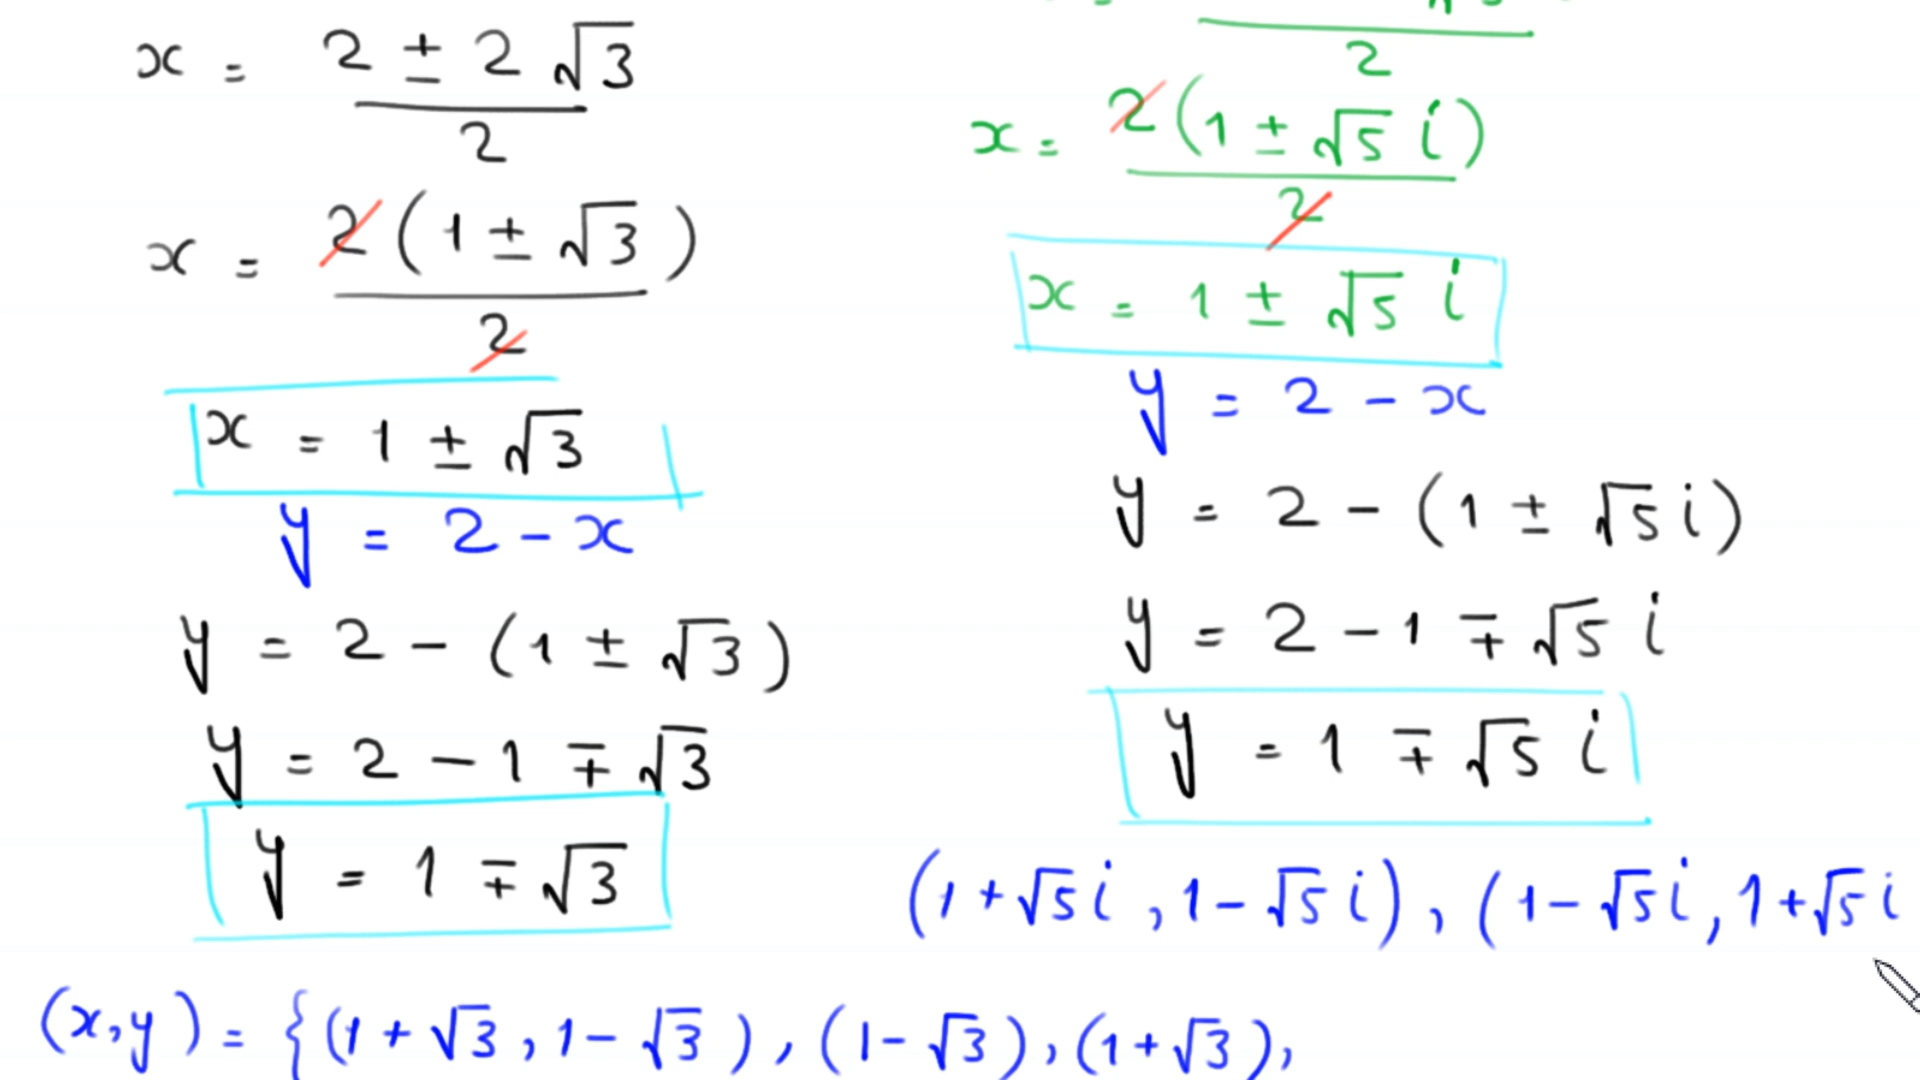 x = 2 ± 2 √3
2
x = 2 (1 ± √3)
2
x = 1 ± √3
y = 2 - x
y = 2 - (1 ± √3)
y = 2 - 1 ∓ √3
y = 1 ∓ √3
2
x = 2 (1 ± √5 i)
2
x = 1 ± √5 i
y = 2 - x
y = 2 - (1 ± √5 i)
y = 2 - 1 ∓ √5 i
y = 1 ∓ √5 i
(1 + √5 i , 1 - √5 i) , (1 - √5 i , 1 + √5 i
(x,y) = { (1 + √3 , 1 - √3) , (1 - √3) , (1 + √3) ,